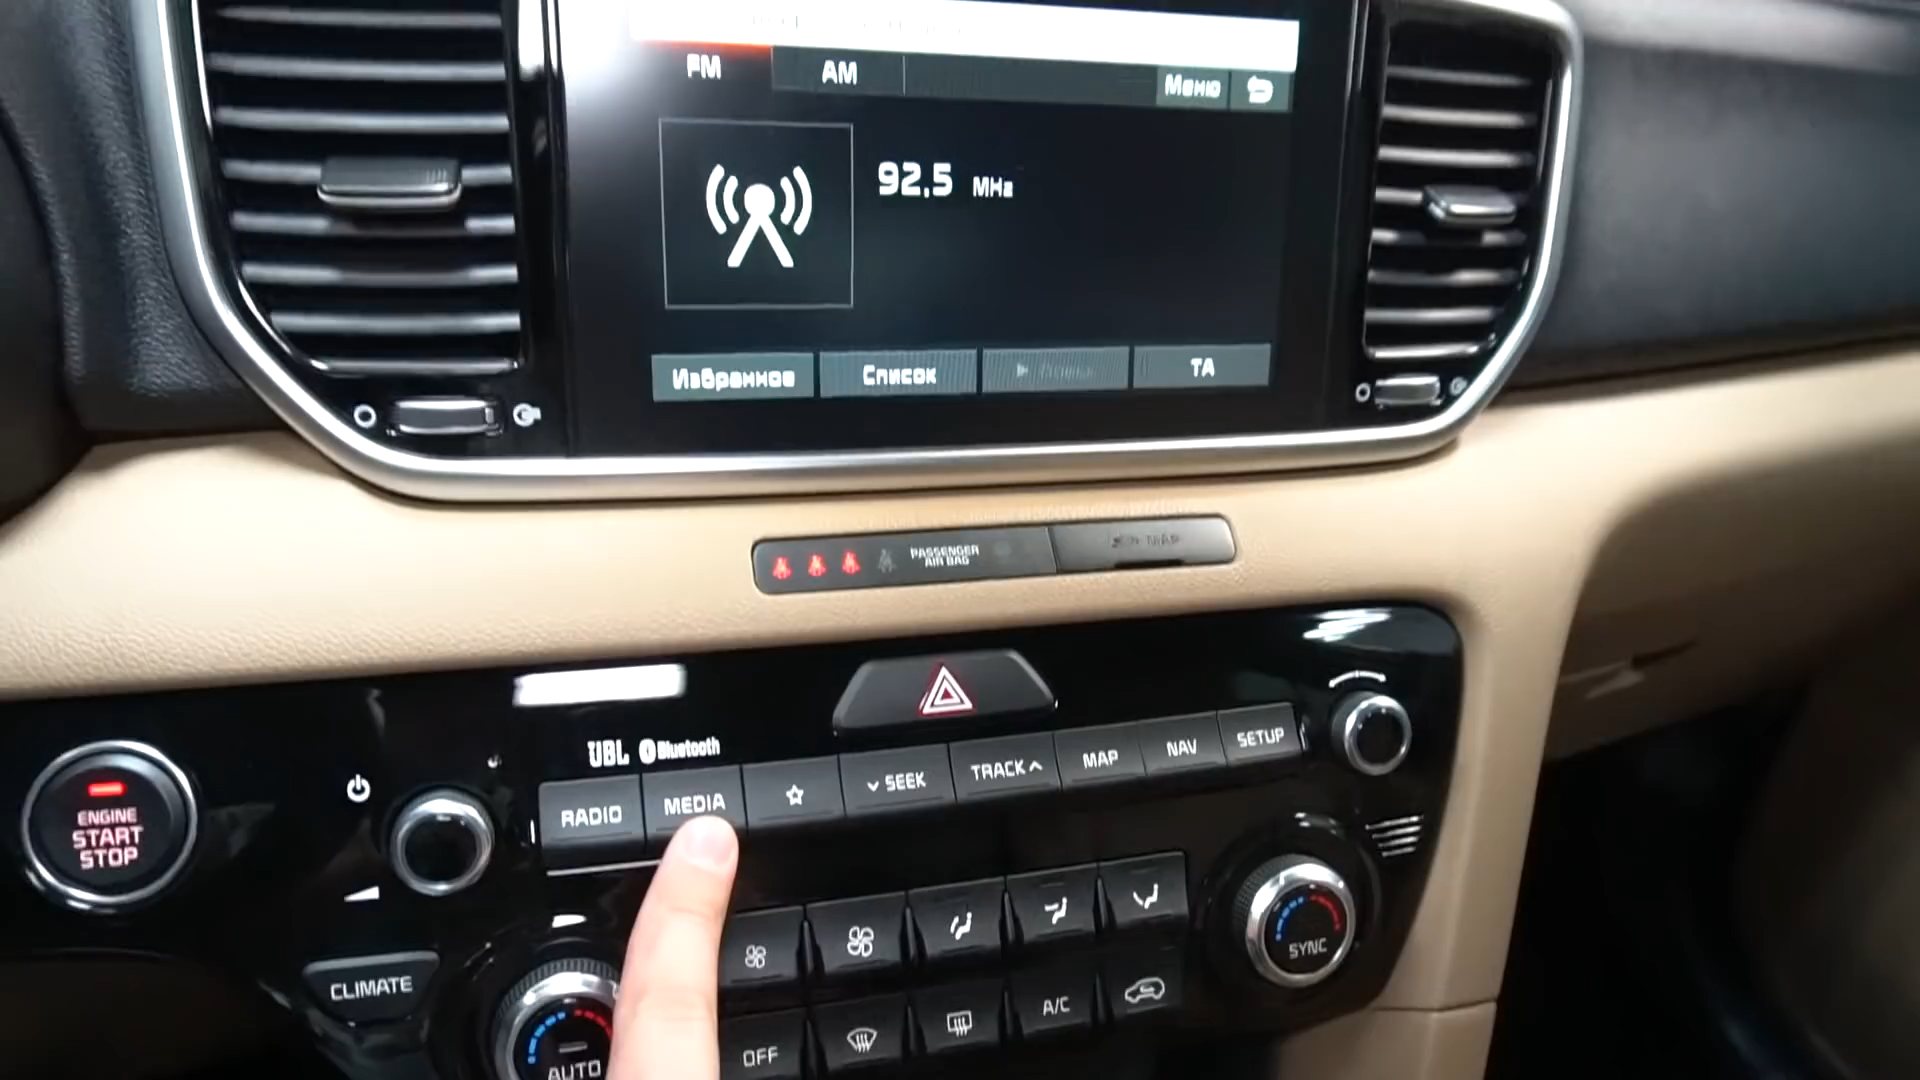 FM
AM
Меню
92.5 MHz
Избранное
Список
TA
PASSENGER
AIR BAG
JBL Bluetooth
RADIO
MEDIA
SEEK
TRACK
MAP
NAV
SETUP
ENGINE
START
STOP
SYNC
CLIMATE
A/C
OFF
AUTO